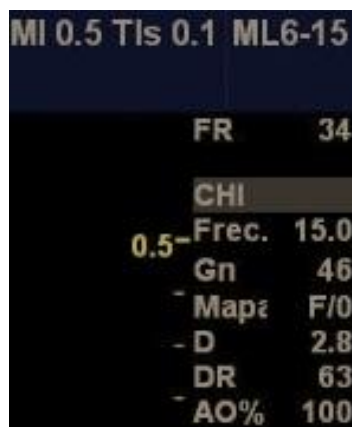 MI 0.5 TIs 0.1 ML6-15
FR 34
CHI
0.5 Frec. 15.0
Gn 46
Mapa F/0
D 2.8
DR 63
AO% 100